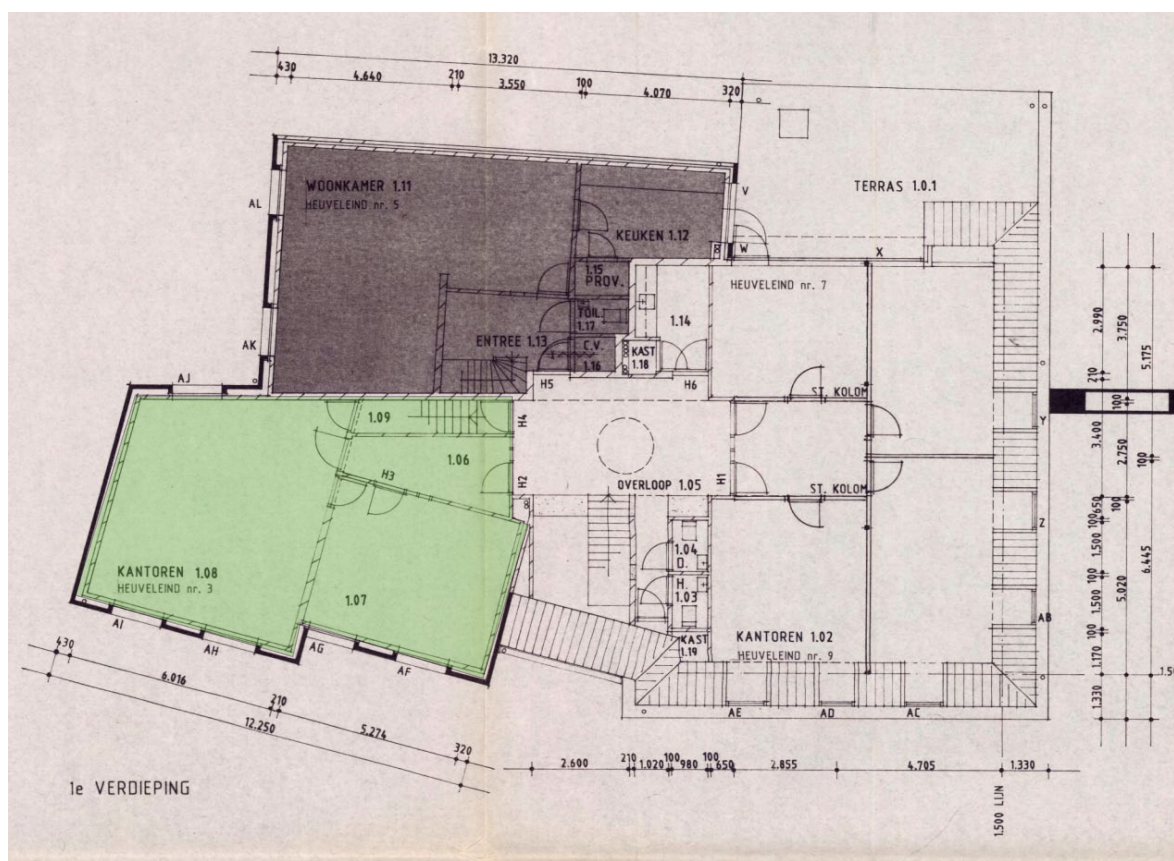 13.320
430 4.640 210 3.550 100 4.070 320
WOONKAMER 1.11
HEUVELEIND nr. 5
AL
V
TERRAS 1.0.1
KEUKEN 1.12
W
X
1.15
PROV.
HEUVELEIND nr. 7
TOIL.
1.17
1.14
ENTREE 1.13
C.V.
1.16
KAST
1.18
AK
H5
H6
AJ
ST. KOLOM
1.09
H4
1.06
Y
H3
H2
OVERLOOP 1.05
H1
ST. KOLOM
Z
1.04
D.
KANTOREN 1.08
HEUVELEIND nr. 3
H.
1.03
1.07
AI
AH
AG
AF
KAST
1.19
KANTOREN 1.02
HEUVELEIND nr. 9
AB
AE
AD
AC
2.990
3.750
5.175
210
100
3.400
2.750
100
650
100
100
1.500
100
5.020
6.445
1.500
100
1.170
1.330
1.50
430
6.016
210
5.274
320
12.250
2.600 210 1.020 100 980 100 650 2.855 4.705 1.330
1.500 LIJN
1e VERDIEPING